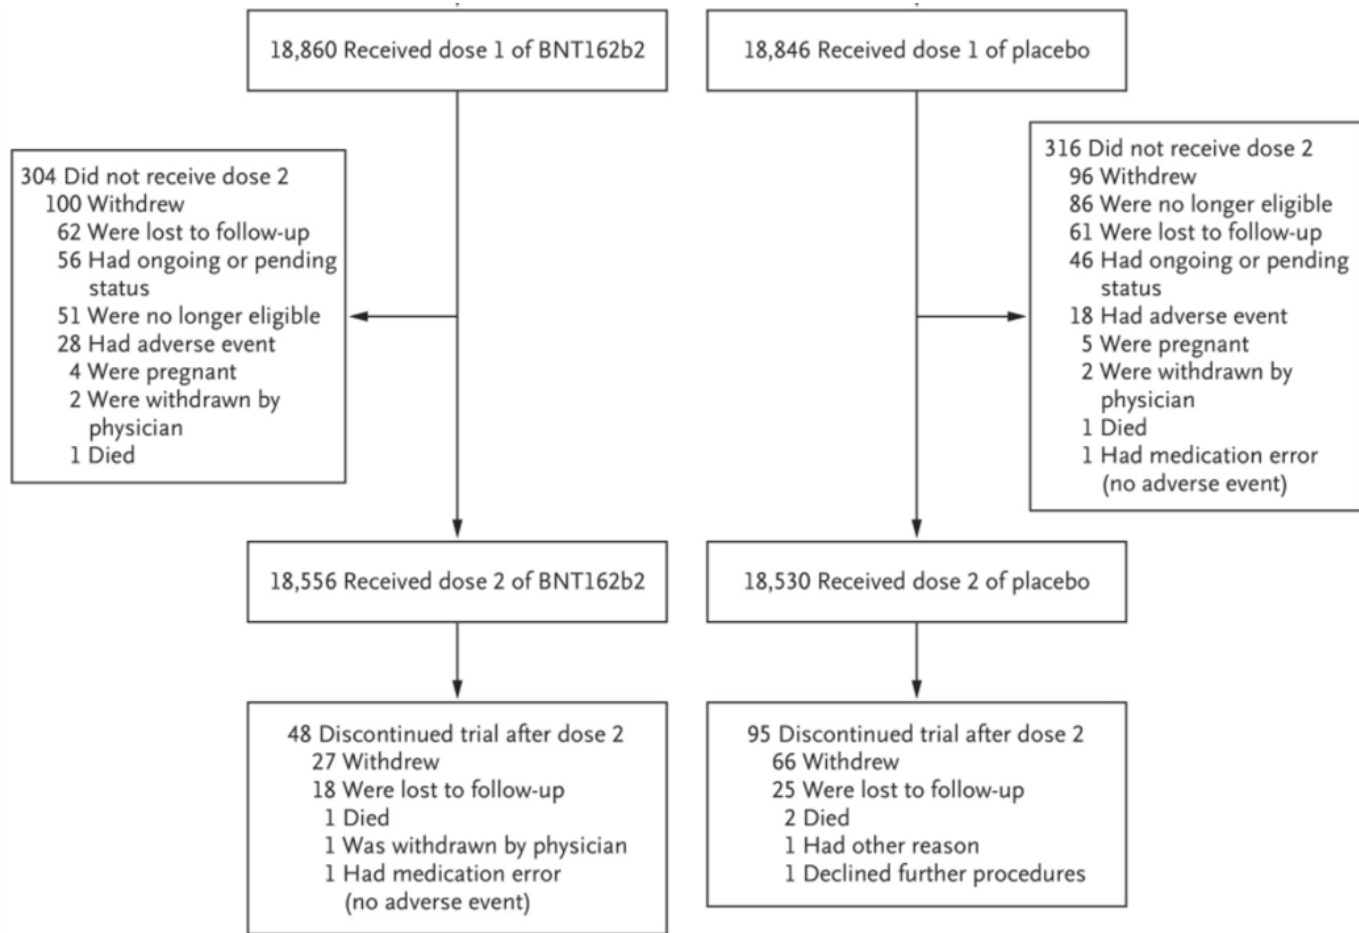 18,860 Received dose 1 of BNT162b2
18,846 Received dose 1 of placebo
304 Did not receive dose 2
100 Withdrew
62 Were lost to follow-up
56 Had ongoing or pending
status
51 Were no longer eligible
28 Had adverse event
4 Were pregnant
2 Were withdrawn by
physician
1 Died
316 Did not receive dose 2
96 Withdrew
86 Were no longer eligible
61 Were lost to follow-up
46 Had ongoing or pending
status
18 Had adverse event
5 Were pregnant
2 Were withdrawn by
physician
1 Died
1 Had medication error
(no adverse event)
18,556 Received dose 2 of BNT162b2
18,530 Received dose 2 of placebo
48 Discontinued trial after dose 2
27 Withdrew
18 Were lost to follow-up
1 Died
1 Was withdrawn by physician
1 Had medication error
(no adverse event)
95 Discontinued trial after dose 2
66 Withdrew
25 Were lost to follow-up
2 Died
1 Had other reason
1 Declined further procedures